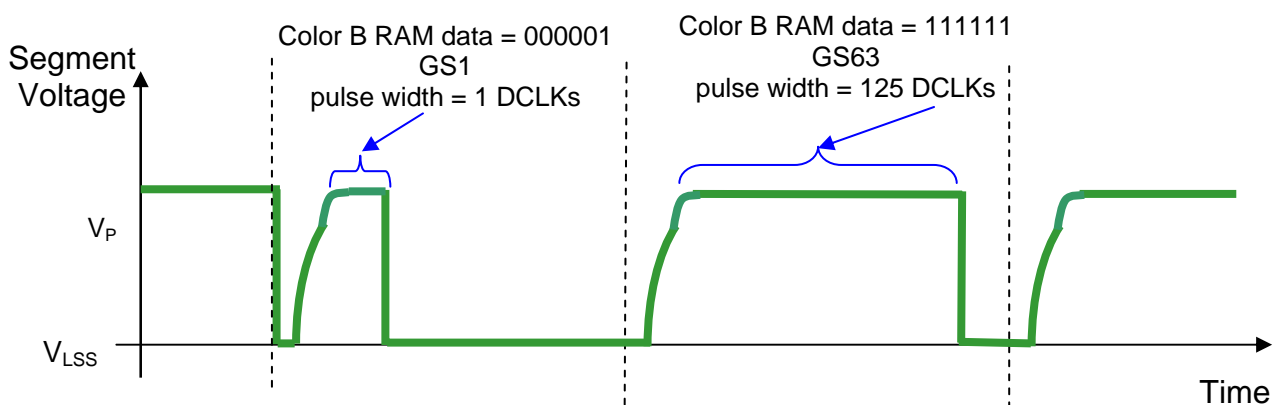 Color B RAM data = 000001
GS1
pulse width = 1 DCLKs
Color B RAM data = 111111
GS63
pulse width = 125 DCLKs
Segment
Voltage
VP
VLSS
Time